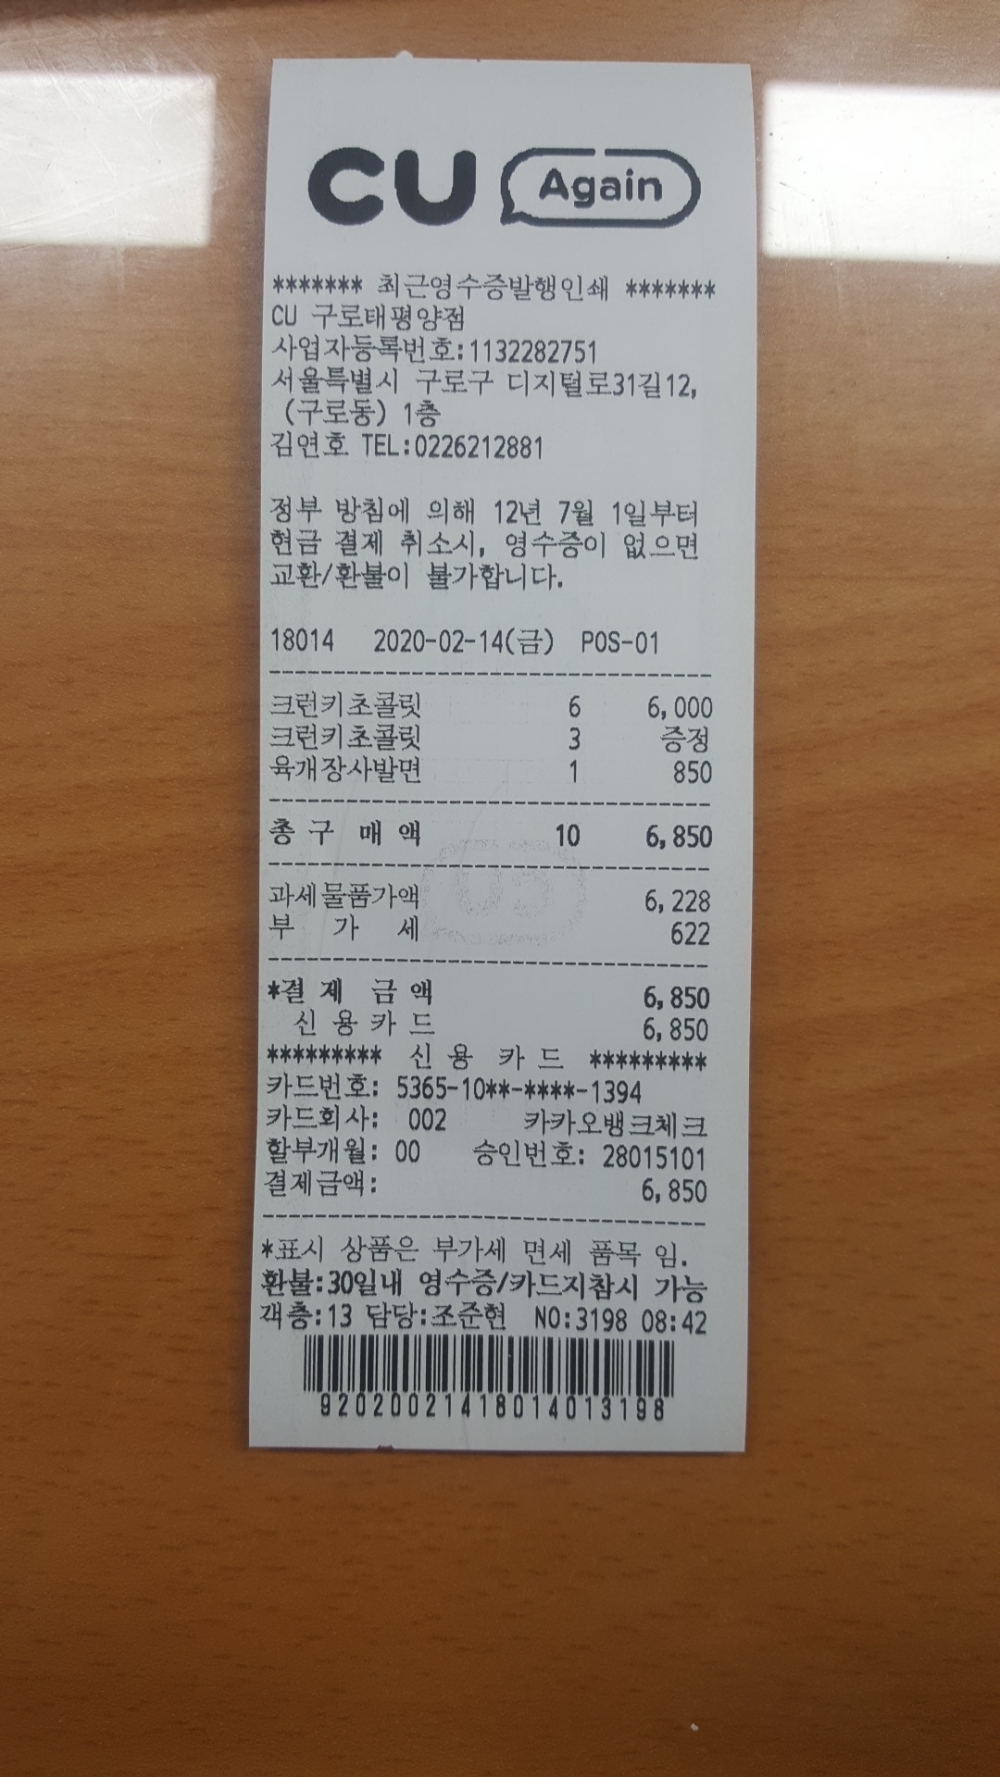 CU Again
******* 최근영수증발행인쇄 *******
CU 구로태평양점
사업자등록번호:1132282751
서울특별시 구로구 디지털로31길12,
(구로동) 1층
김연호 TEL:0226212881
정부 방침에 의해 12년 7월 1일부터
현금 결제 취소시, 영수증이 없으면
교환/환불이 불가합니다.
18014 2020-02-14(금) POS-01
크런키초콜릿 6 6,000
크런키초콜릿 3 증정
육개장사발면 1 850
총 구 매 액 10 6,850
과세물품가액 6,228
부 가 세 622
*결 제 금 액 6,850
신 용 카 드 6,850
********* 신 용 카 드 *********
카드번호: 5365-10**-****-1394
카드회사: 002 카카오뱅크체크
할부개월: 00 승인번호: 28015101
결제금액: 6,850
*표시 상품은 부가세 면세 품목 임.
환불:30일내 영수증/카드지참시 가능
객층:13 담당:조준현 NO:3198 08:42
92020021418014013198